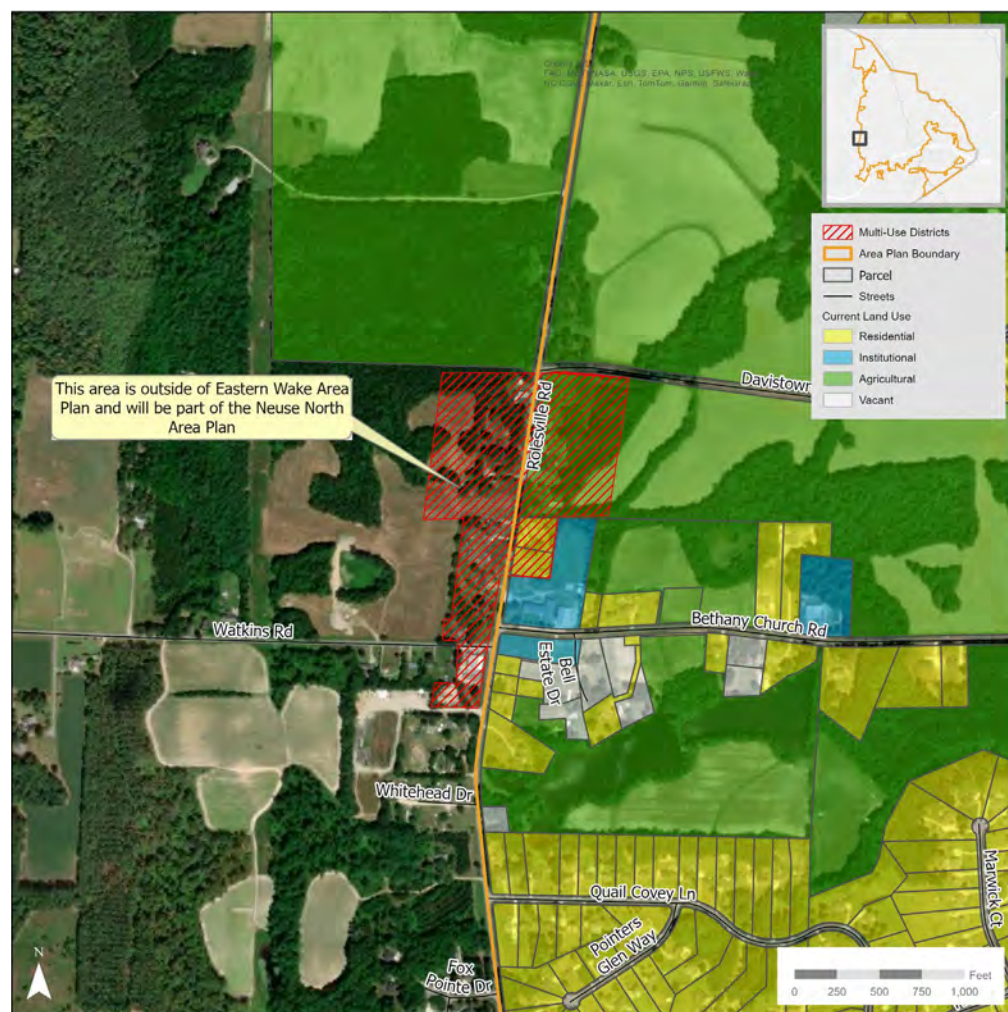 Multi-Use Districts
Area Plan Boundary
Parcel
Streets
Current Land Use
Residential
Institutional
Agricultural
Vacant
This area is outside of Eastern Wake Area
Plan and will be part of the Neuse North
Area Plan
Davistown
Rolesville Rd
Watkins Rd
Bethany Church Rd
Bell
Estate Dr
Whitehead Dr
Quail Covey Ln
Pointers
Glen Way
Marwick Ct
Fox
Pointe Dr
N
Feet
0 250 500 750 1,000